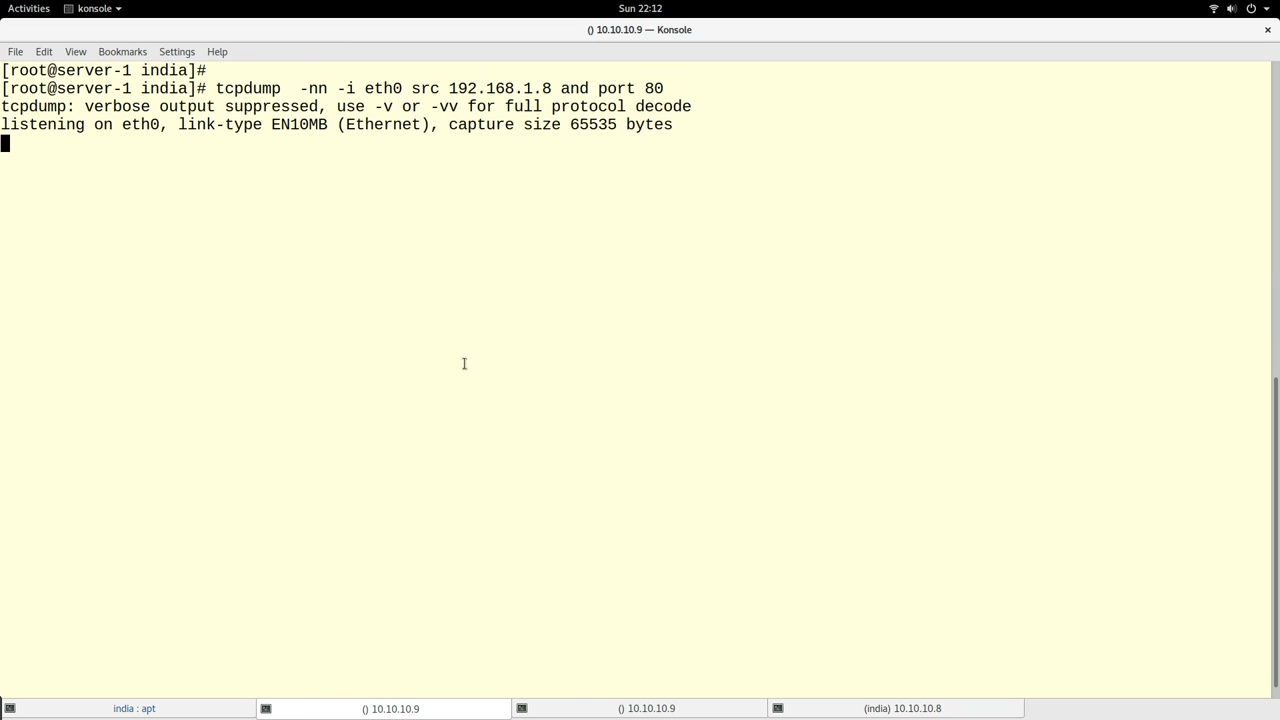 Activities konsole Sun 22:12
() 10.10.10.9 — Konsole ×
File Edit View Bookmarks Settings Help
[root@server-1 india]#
[root@server-1 india]# tcpdump  -nn -i eth0 src 192.168.1.8 and port 80
tcpdump: verbose output suppressed, use -v or -vv for full protocol decode
listening on eth0, link-type EN10MB (Ethernet), capture size 65535 bytes
india : apt () 10.10.10.9 () 10.10.10.9 (india) 10.10.10.8